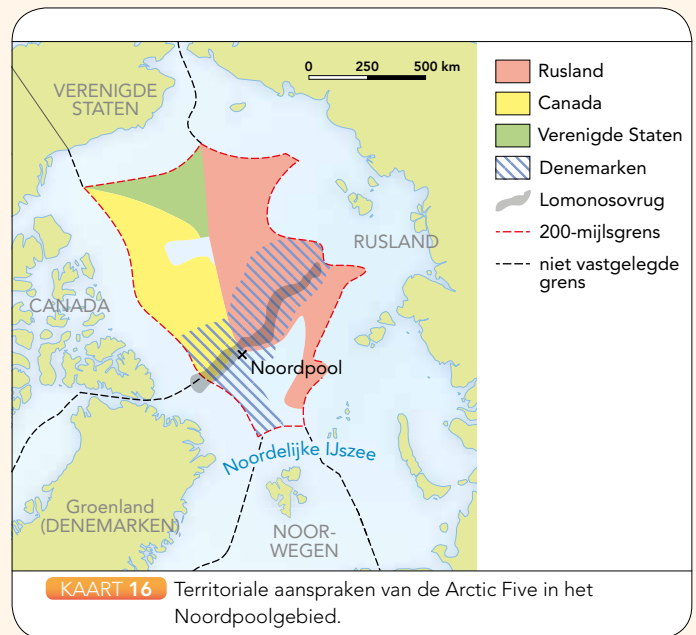 0 250 500 km
VERENIGDE
STATEN
RUSLAND
CANADA
Noordpool
Noordelijke IJszee
Groenland
(DENEMARKEN)
NOOR-
WEGEN
Rusland
Canada
Verenigde Staten
Denemarken
Lomonosovrug
200-mijlsgrens
niet vastgelegde
grens
KAART 16 Territoriale aanspraken van de Arctic Five in het
Noordpoolgebied.